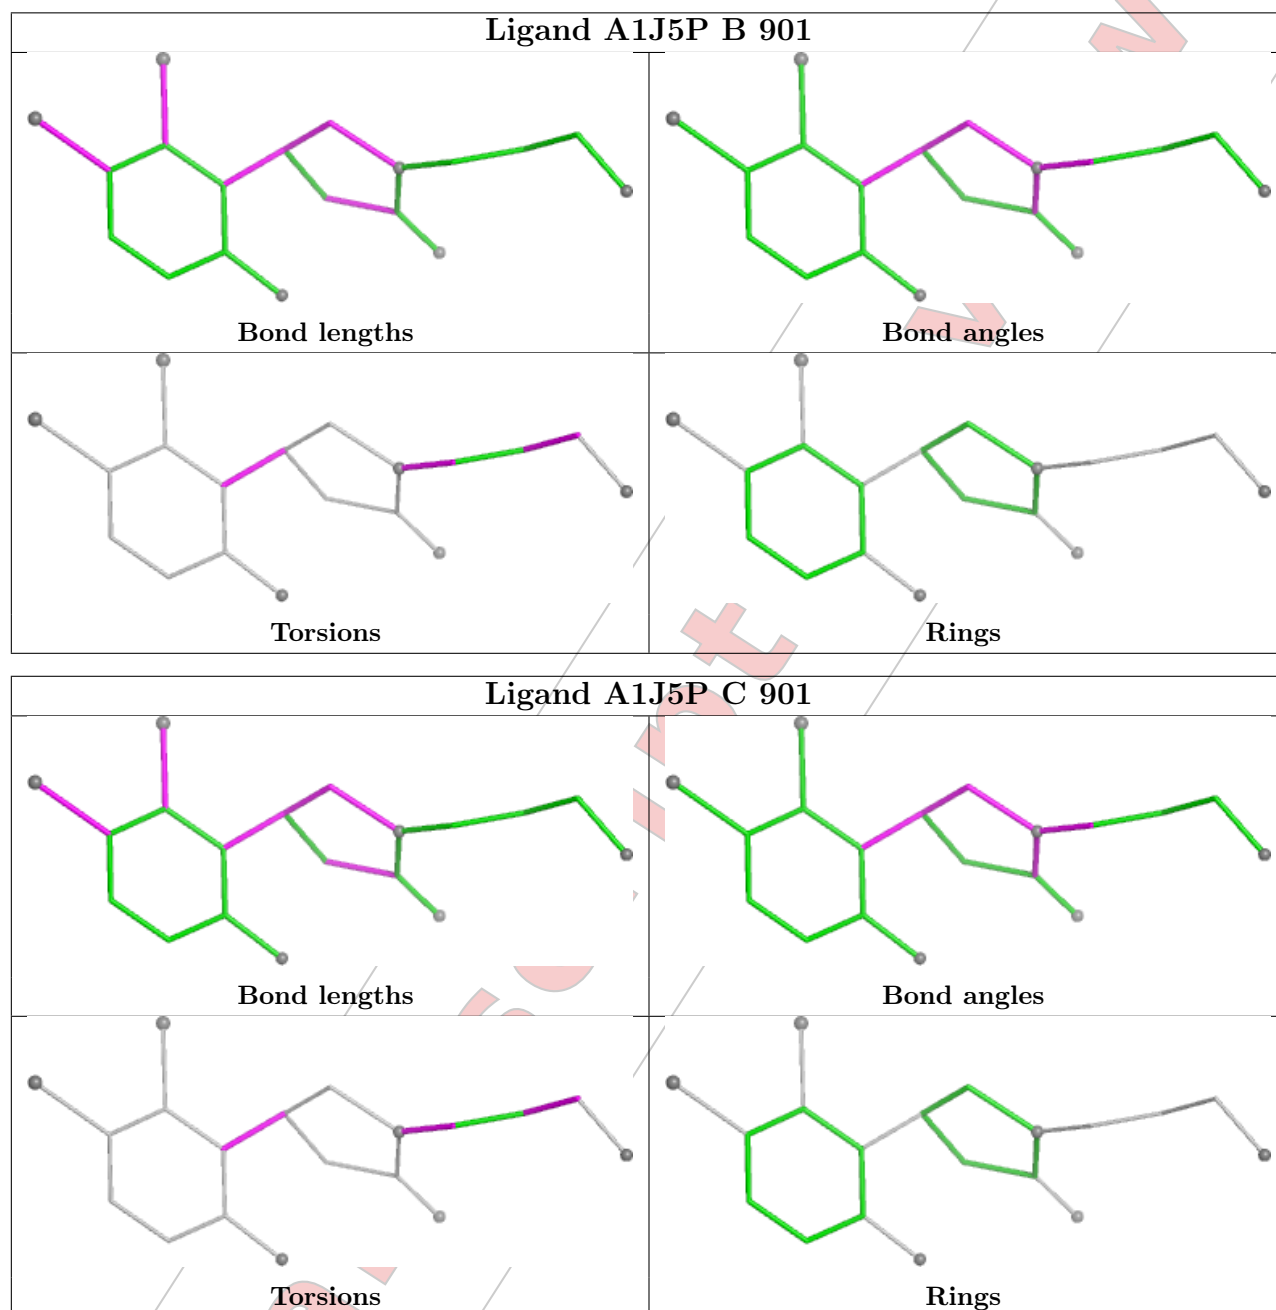 Ligand A1J5P B 901
Bond lengths
Bond angles
Torsions
Rings
Ligand A1J5P C 901
Bond lengths
Bond angles
Torsions
Rings